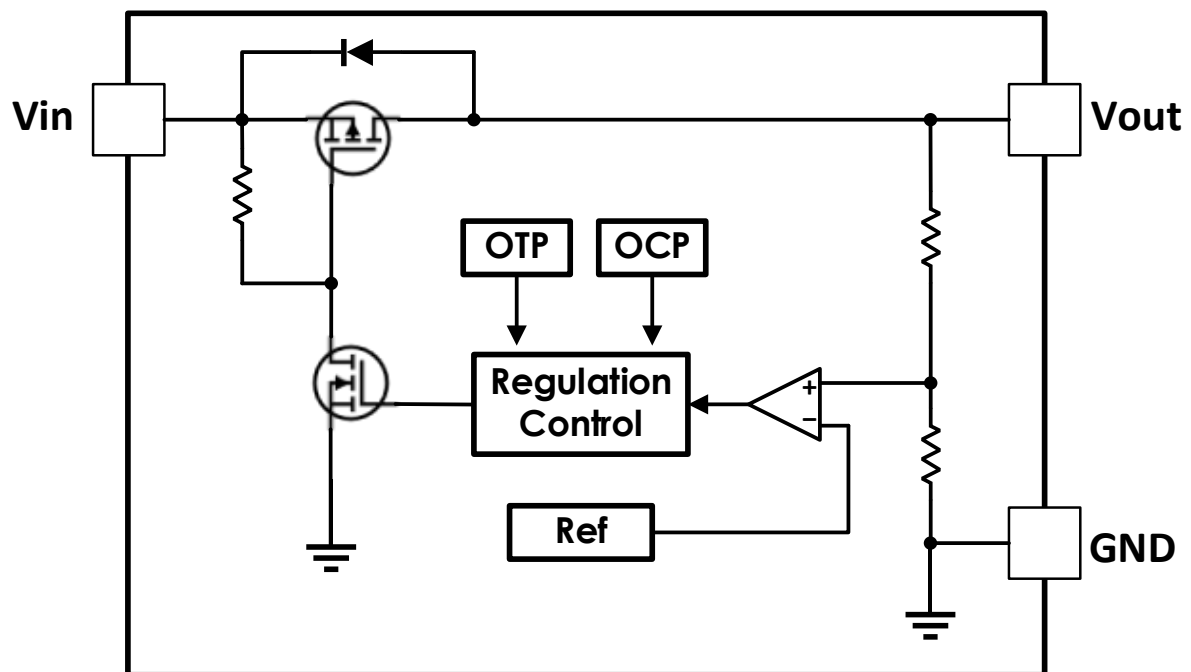 Vin
Vout
OTP
OCP
Regulation
Control
+
−
Ref
GND